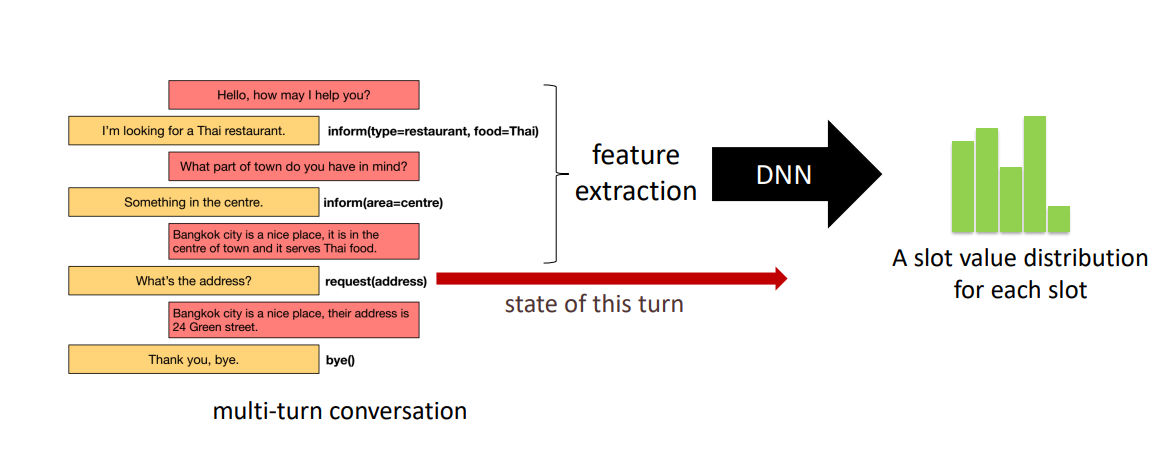 Hello, how may I help you?
I'm looking for a Thai restaurant.
inform(type=restaurant, food=Thai)
What part of town do you have in mind?
Something in the centre.
inform(area=centre)
Bangkok city is a nice place, it is in the
centre of town and it serves Thai food.
What's the address?
request(address)
Bangkok city is a nice place, their address is
24 Green street.
Thank you, bye.
bye()
multi-turn conversation
feature
extraction
DNN
state of this turn
A slot value distribution
for each slot